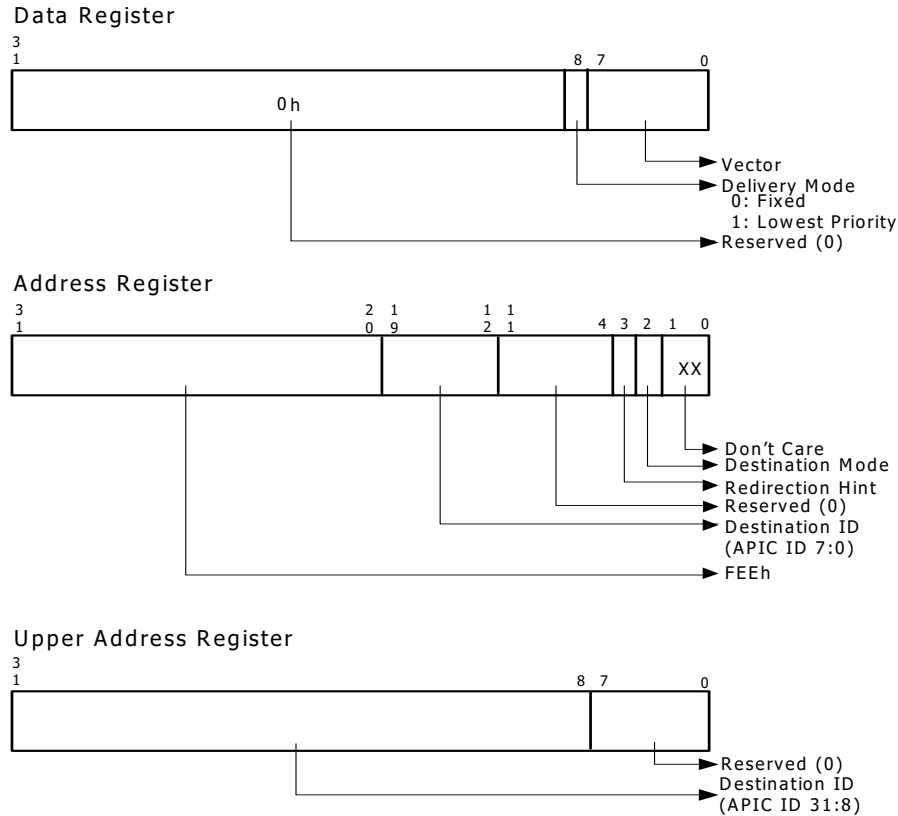 Data Register
3
1 8 7 0
0h
Vector
Delivery Mode
0: Fixed
1: Lowest Priority
Reserved (0)
Address Register
3 2 1 1 1
1 0 9 2 1 4 3 2 1 0
XX
Don't Care
Destination Mode
Redirection Hint
Reserved (0)
Destination ID
(APIC ID 7:0)
FEEh
Upper Address Register
3
1 8 7 0
Reserved (0)
Destination ID
(APIC ID 31:8)